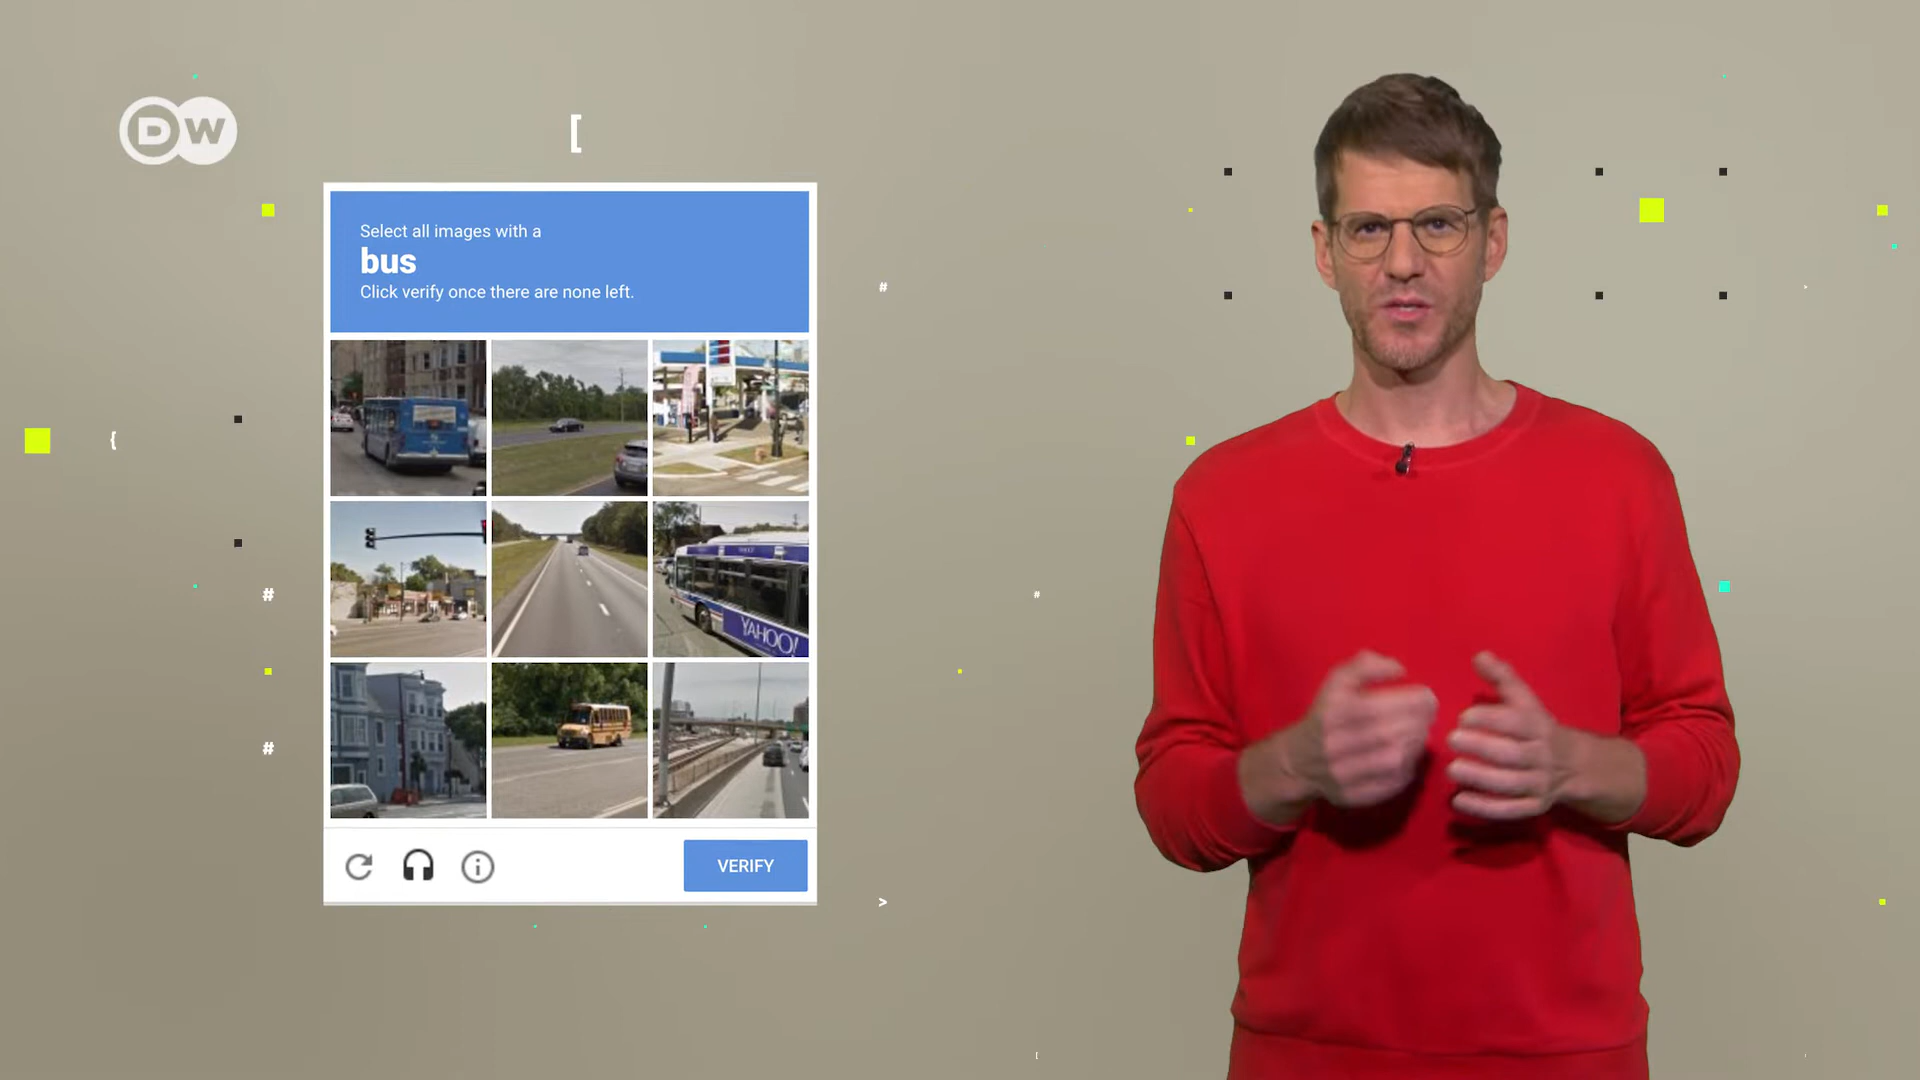 DW
[
Select all images with a
bus
Click verify once there are none left.
#
{
YAHOO!
#
#
#
VERIFY
>
[